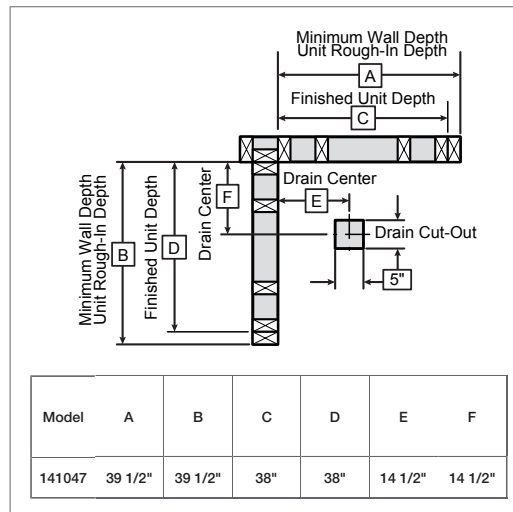 Minimum Wall Depth
Unit Rough-In Depth
A
Finished Unit Depth
C
Drain Center
E
Drain Center
F
Drain Cut-Out
5"
Minimum Wall Depth
Unit Rough-In Depth
B
Finished Unit Depth
D
Model A B C D E F
141047 39 1/2" 39 1/2" 38" 38" 14 1/2" 14 1/2"